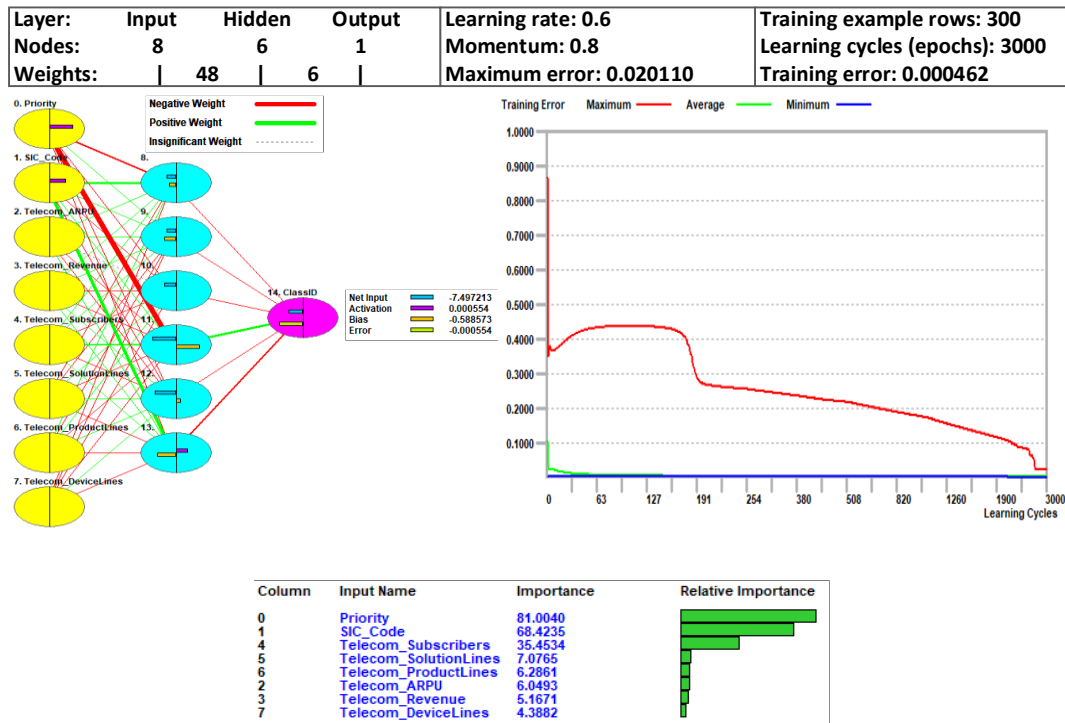 Layer: Input Hidden Output
Nodes: 8 6 1
Weights: | 48 | 6 |
Learning rate: 0.6
Momentum: 0.8
Maximum error: 0.020110
Training example rows: 300
Learning cycles (epochs): 3000
Training error: 0.000462
0. Priority
1. SIC_Code
2. Telecom_ARPU
3. Telecom_Revenue
4. Telecom_Subscribers
5. Telecom_SolutionLines
6. Telecom_ProductLines
7. Telecom_DeviceLines
Negative Weight
Positive Weight
Insignificant Weight
8.
9.
10.
11.
12.
13.
14, ClassID
Net Input -7.497213
Activation 0.000554
Bias -0.588573
Error -0.000554
Training Error Maximum Average Minimum
1.0000
0.9000
0.8000
0.7000
0.6000
0.5000
0.4000
0.3000
0.2000
0.1000
0 63 127 191 254 380 508 820 1260 1900 3000
Learning Cycles
Column Input Name Importance Relative Importance
0 Priority 81.0040
1 SIC_Code 68.4235
4 Telecom_Subscribers 35.4534
5 Telecom_SolutionLines 7.0765
6 Telecom_ProductLines 6.2861
2 Telecom_ARPU 6.0493
3 Telecom_Revenue 5.1671
7 Telecom_DeviceLines 4.3882